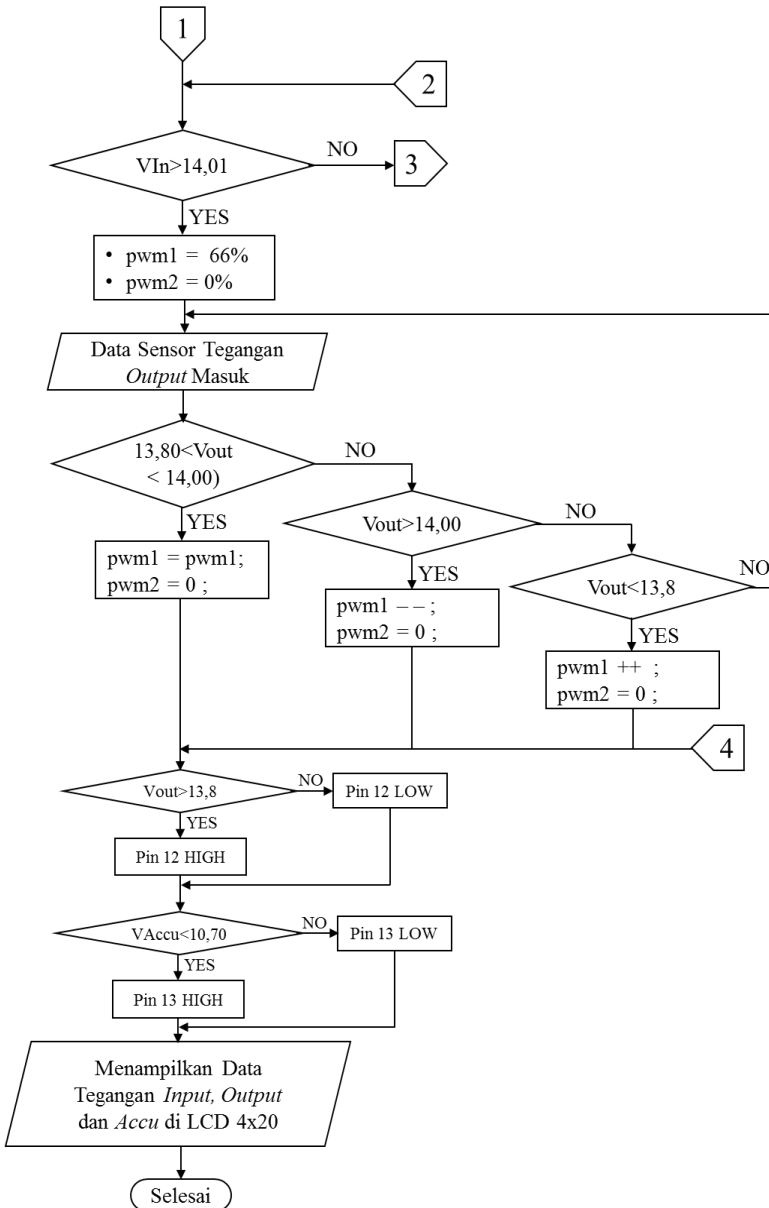 1
2
VIn>14,01
NO
3
YES
• pwm1 = 66%
• pwm2 = 0%
Data Sensor Tegangan
Output Masuk
13,80<Vout
< 14,00)
NO
YES
pwm1 = pwm1;
pwm2 = 0 ;
Vout>14,00
NO
YES
pwm1 – – ;
pwm2 = 0 ;
Vout<13,8
NO
YES
pwm1 ++ ;
pwm2 = 0 ;
4
Vout>13,8
NO
Pin 12 LOW
YES
Pin 12 HIGH
VAccu<10,70
NO
Pin 13 LOW
YES
Pin 13 HIGH
Menampilkan Data
Tegangan Input, Output
dan Accu di LCD 4x20
Selesai